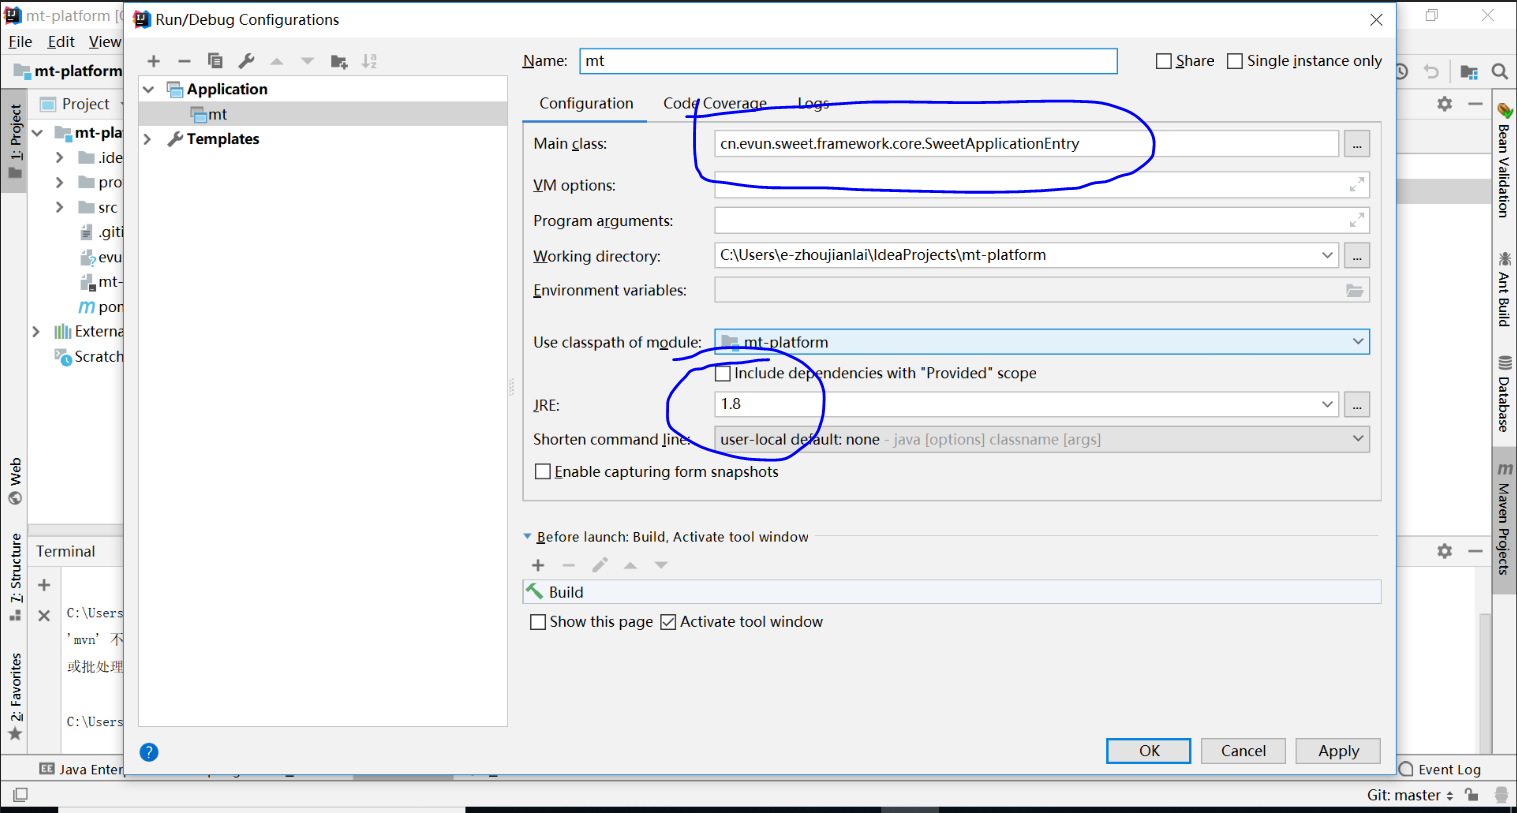 mt-platform [
Run/Debug Configurations
File Edit View
mt-platform
Name: mt
Share Single instance only
Project
Application
mt
Templates
Configuration Code Coverage Logs
1: Project
mt-pla
.ide
pro
src
.giti
evu
mt-
pon
Externa
Scratch
Main class: cn.evun.sweet.framework.core.SweetApplicationEntry ...
VM options:
Program arguments:
Working directory: C:\Users\e-zhoujianlai\IdeaProjects\mt-platform ...
Environment variables:
Use classpath of module: mt-platform
Include dependencies with "Provided" scope
JRE: 1.8 ...
Shorten command line: user-local default: none - java [options] classname [args]
Enable capturing form snapshots
Before launch: Build, Activate tool window
Build
Show this page Activate tool window
Bean Validation
Ant Build
Database
Maven Projects
Web
7: Structure
2: Favorites
Terminal
C:\Users
'mvn' 不
或批处理
C:\Users
? OK Cancel Apply
Java Enter
Event Log
Git: master